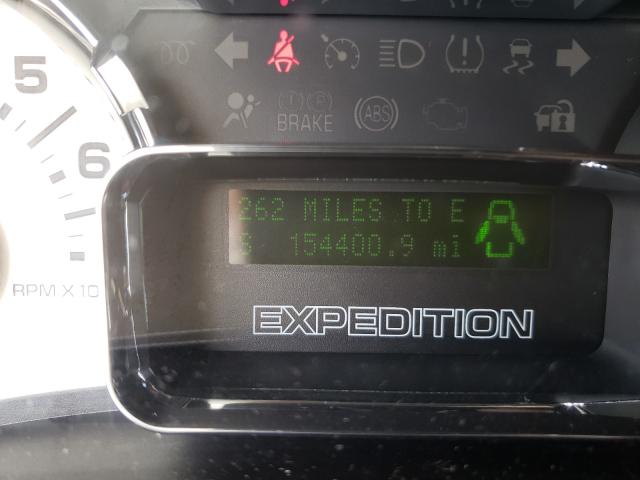 5
6
RPM X 10
BRAKE
ABS
262 MILES TO E
S 154400.9 mi
EXPEDITION